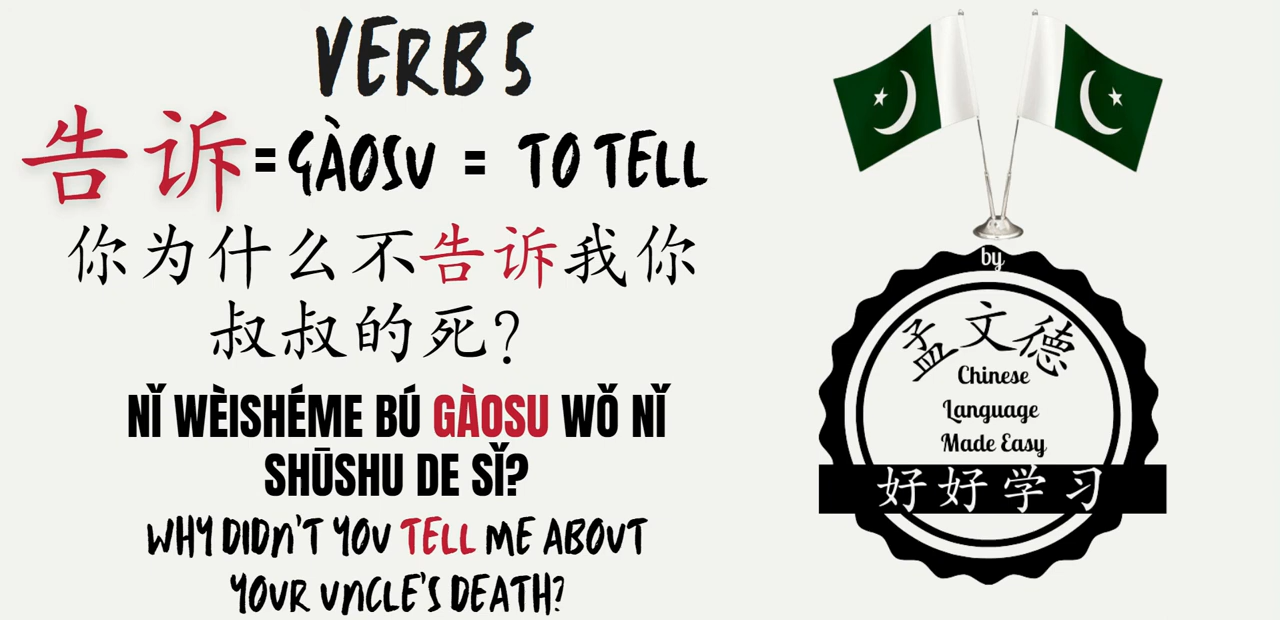 VERB 5
告诉=GÀOSU = TO TELL
你为什么不告诉我你
叔叔的死?
NǏ WÈISHÉME BÚ GÀOSU WǑ NǏ
SHŪSHU DE SǏ?
WHY DIDN'T YOU TELL ME ABOUT
YOUR UNCLE'S DEATH?
by
孟文德
Chinese
Language
Made Easy
好好学习